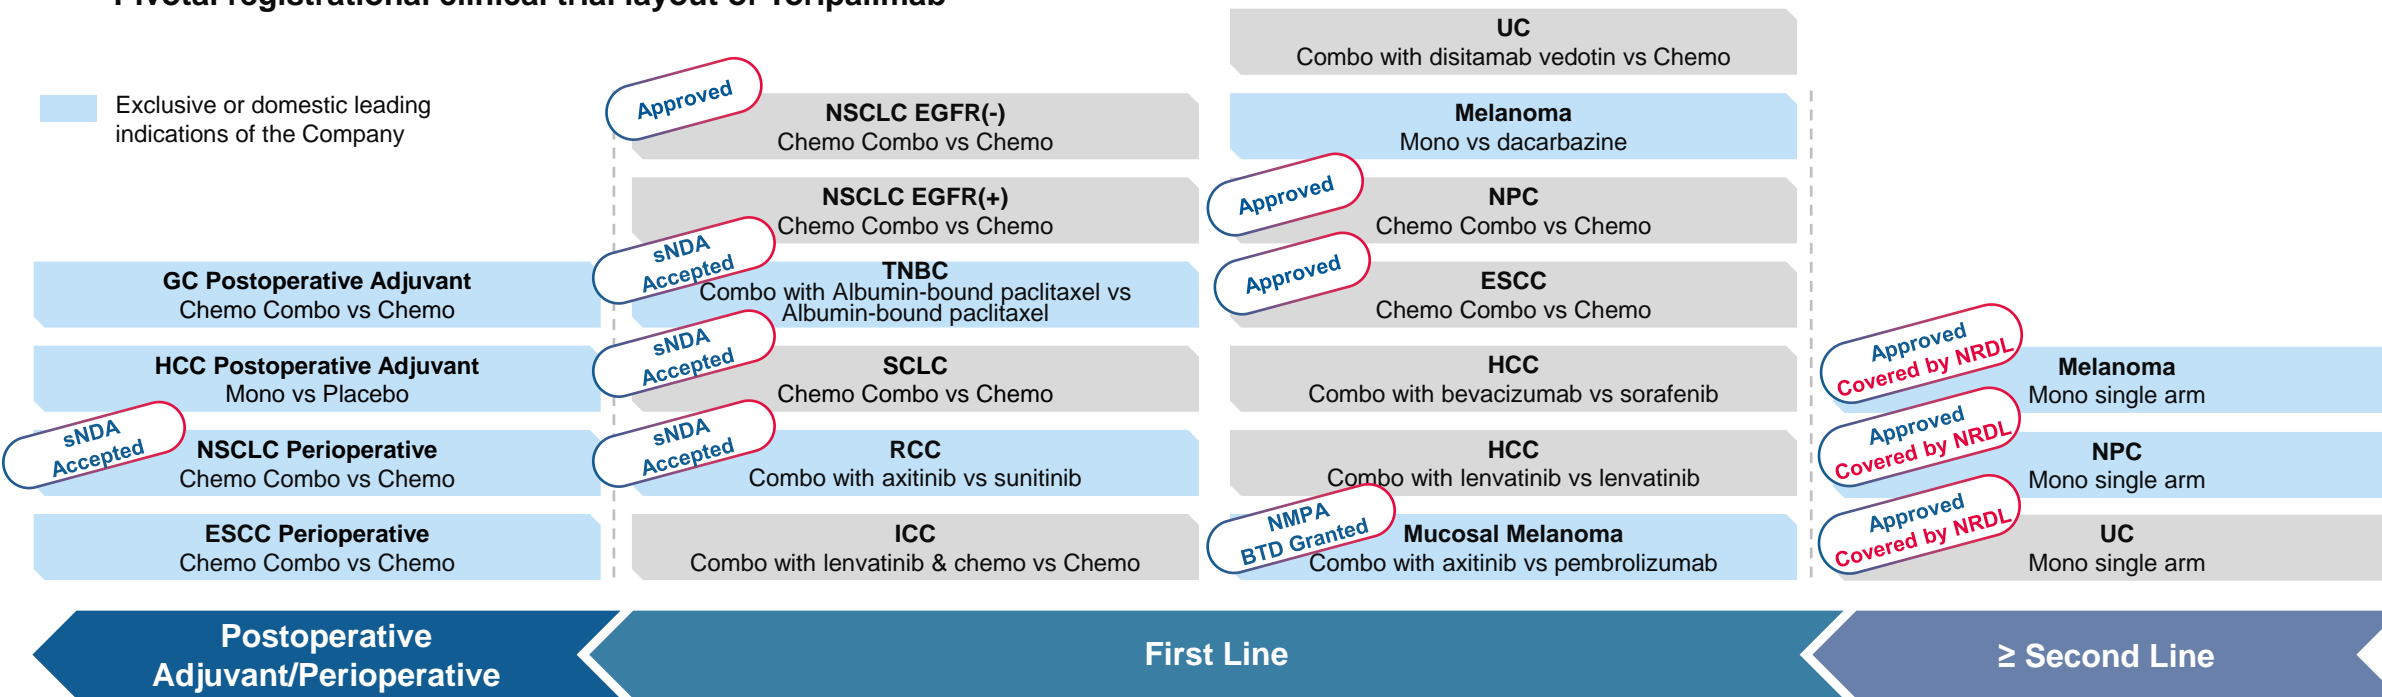 Pivotal registrational clinical trial layout of Toripalimab
Exclusive or domestic leading
indications of the Company
GC Postoperative Adjuvant
Chemo Combo vs Chemo
HCC Postoperative Adjuvant
Mono vs Placebo
sNDA
Accepted
NSCLC Perioperative
Chemo Combo vs Chemo
ESCC Perioperative
Chemo Combo vs Chemo
Approved
NSCLC EGFR(-)
Chemo Combo vs Chemo
NSCLC EGFR(+)
Chemo Combo vs Chemo
sNDA
Accepted
TNBC
Combo with Albumin-bound paclitaxel vs
Albumin-bound paclitaxel
sNDA
Accepted
SCLC
Chemo Combo vs Chemo
sNDA
Accepted
RCC
Combo with axitinib vs sunitinib
ICC
Combo with lenvatinib & chemo vs Chemo
UC
Combo with disitamab vedotin vs Chemo
Melanoma
Mono vs dacarbazine
Approved
NPC
Chemo Combo vs Chemo
Approved
ESCC
Chemo Combo vs Chemo
HCC
Combo with bevacizumab vs sorafenib
HCC
Combo with lenvatinib vs lenvatinib
NMPA
BTD Granted
Mucosal Melanoma
Combo with axitinib vs pembrolizumab
Approved
Covered by NRDL
Melanoma
Mono single arm
Approved
Covered by NRDL
NPC
Mono single arm
Approved
Covered by NRDL
UC
Mono single arm
Postoperative
Adjuvant/Perioperative
First Line
≥ Second Line